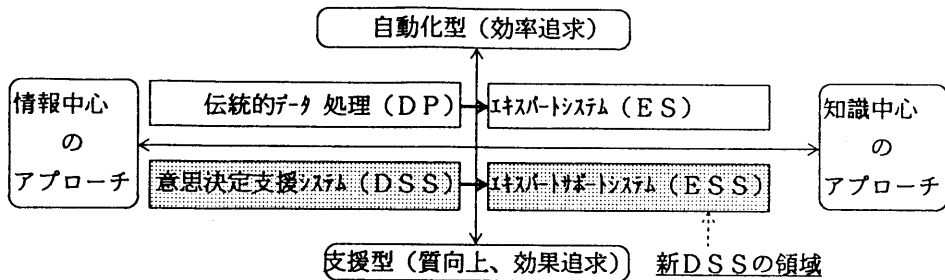 自動化型（効率追求）
情報中心
の
アプローチ
伝統的ﾃﾞｰﾀ 処理（ＤＰ）
ｴｷｽﾊﾟｰﾄｼｽﾃﾑ（ＥＳ）
知識中心
の
アプローチ
意思決定支援ｼｽﾃﾑ（ＤＳＳ）
ｴｷｽﾊﾟｰﾄｻﾎﾟｰﾄｼｽﾃﾑ（ＥＳＳ）
支援型（質向上、効果追求）
新ＤＳＳの領域